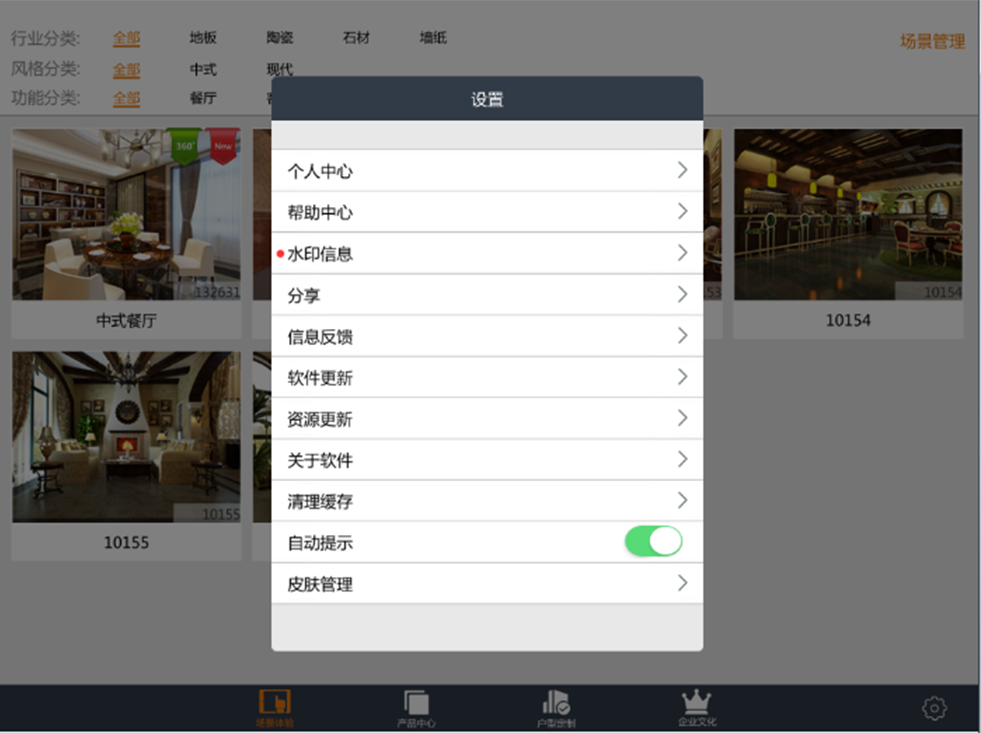 行业分类: 全部 地板 陶瓷 石材 墙纸
场景管理
风格分类: 全部 中式 现代
功能分类: 全部 餐厅
设置
360°
New
132631
中式餐厅
53
10154
10154
10155
10155
个人中心
帮助中心
水印信息
分享
信息反馈
软件更新
资源更新
关于软件
清理缓存
自动提示
皮肤管理
场景体验 产品中心 户型定制 企业文化